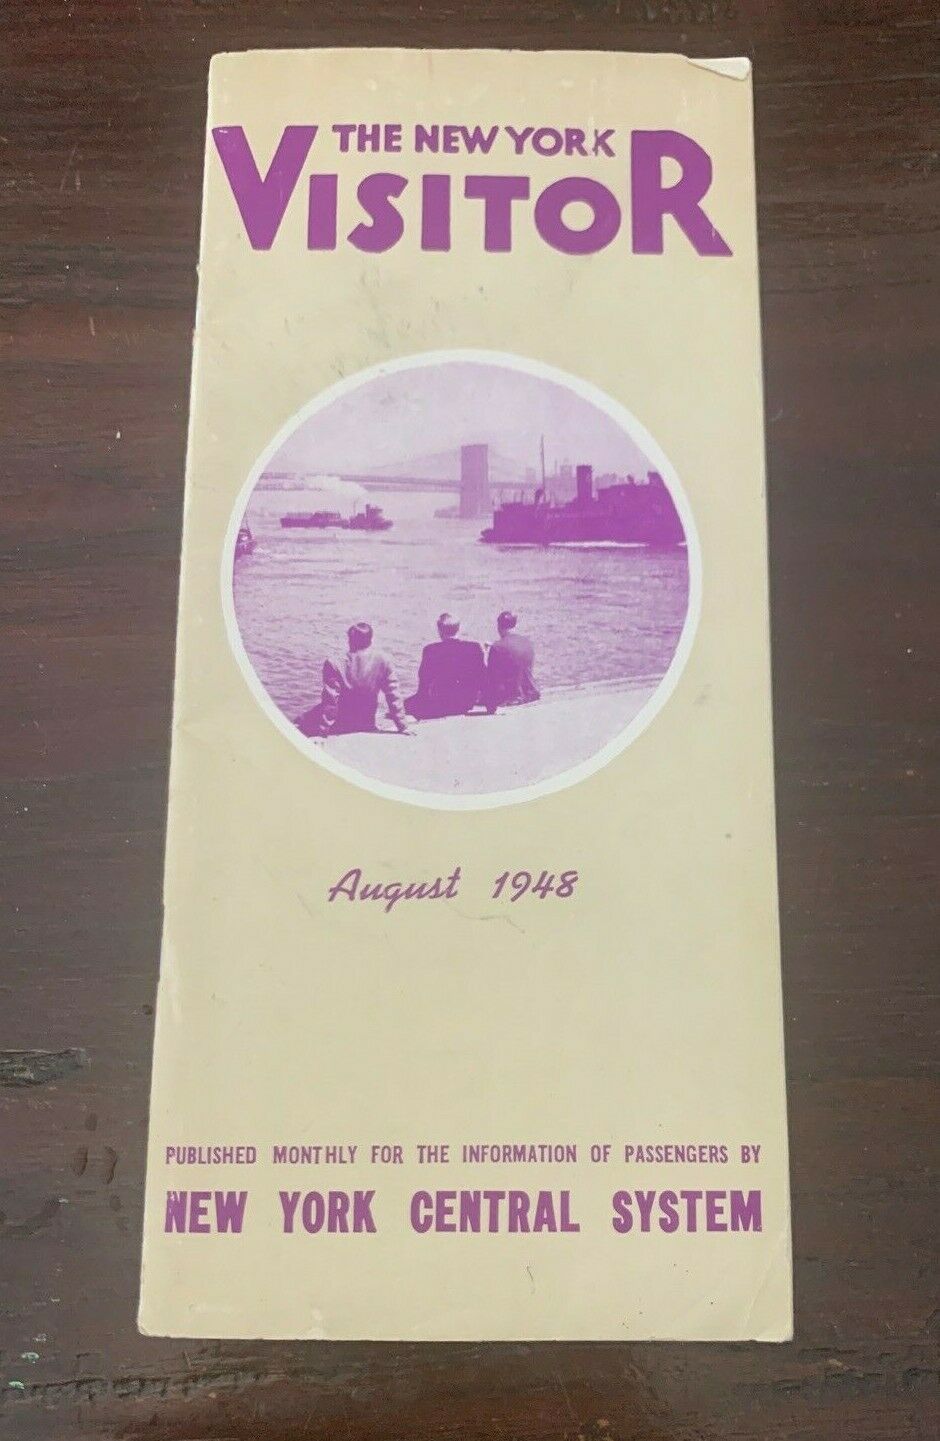 THE NEW YORK
VISITOR
August 1948
PUBLISHED MONTHLY FOR THE INFORMATION OF PASSENGERS BY
NEW YORK CENTRAL SYSTEM